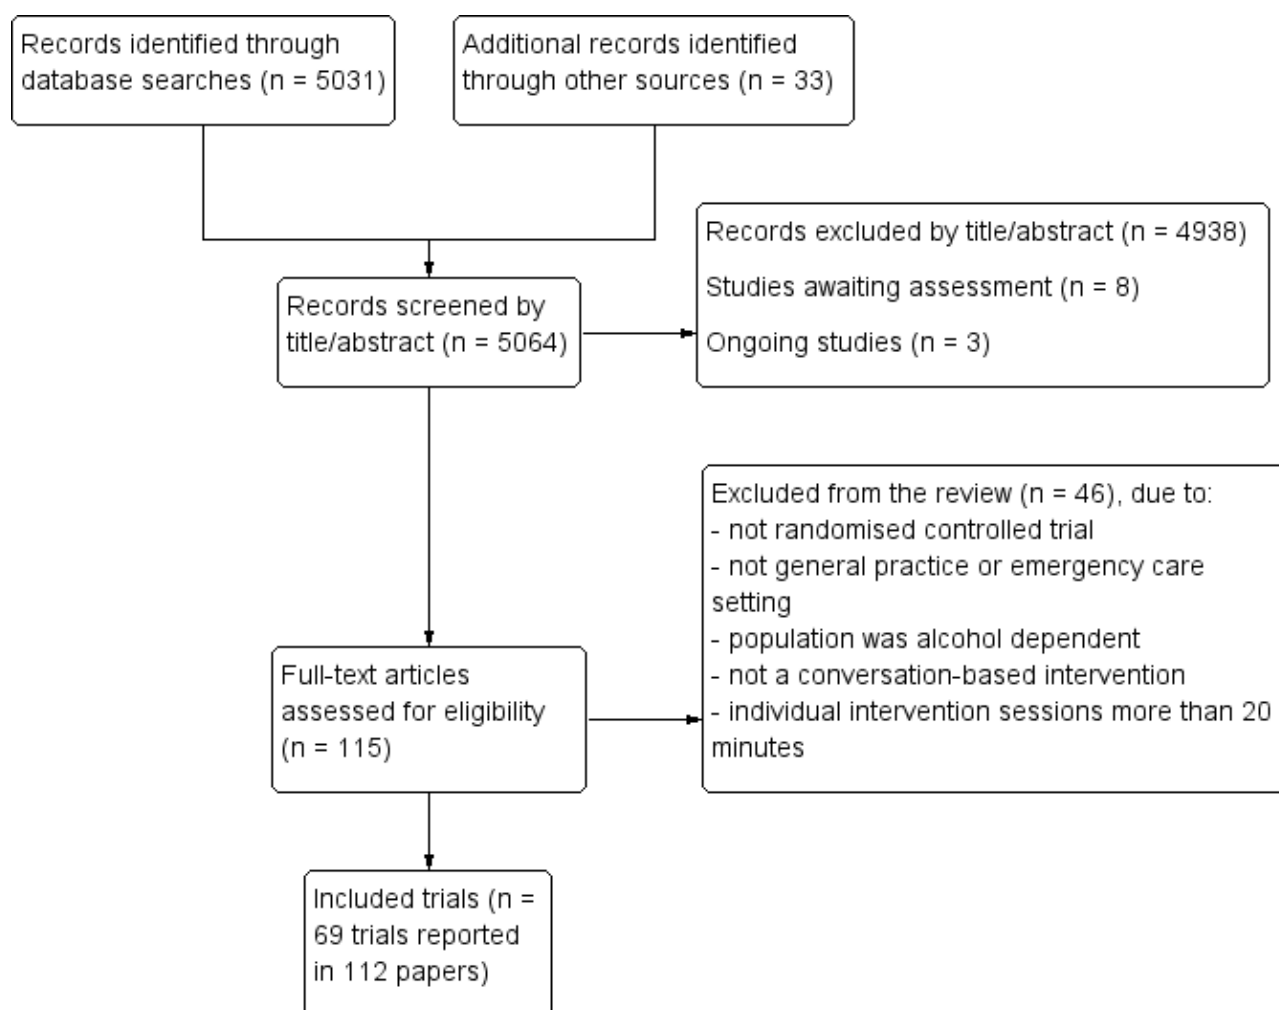 Records identified through
database searches (n = 5031)
Additional records identified
through other sources (n = 33)
Records screened by
title/abstract (n = 5064)
Records excluded by title/abstract (n = 4938)
Studies awaiting assessment (n = 8)
Ongoing studies (n = 3)
Full-text articles
assessed for eligibility
(n = 115)
Excluded from the review (n = 46), due to:
- not randomised controlled trial
- not general practice or emergency care
setting
- population was alcohol dependent
- not a conversation-based intervention
- individual intervention sessions more than 20
minutes
Included trials (n =
69 trials reported
in 112 papers)